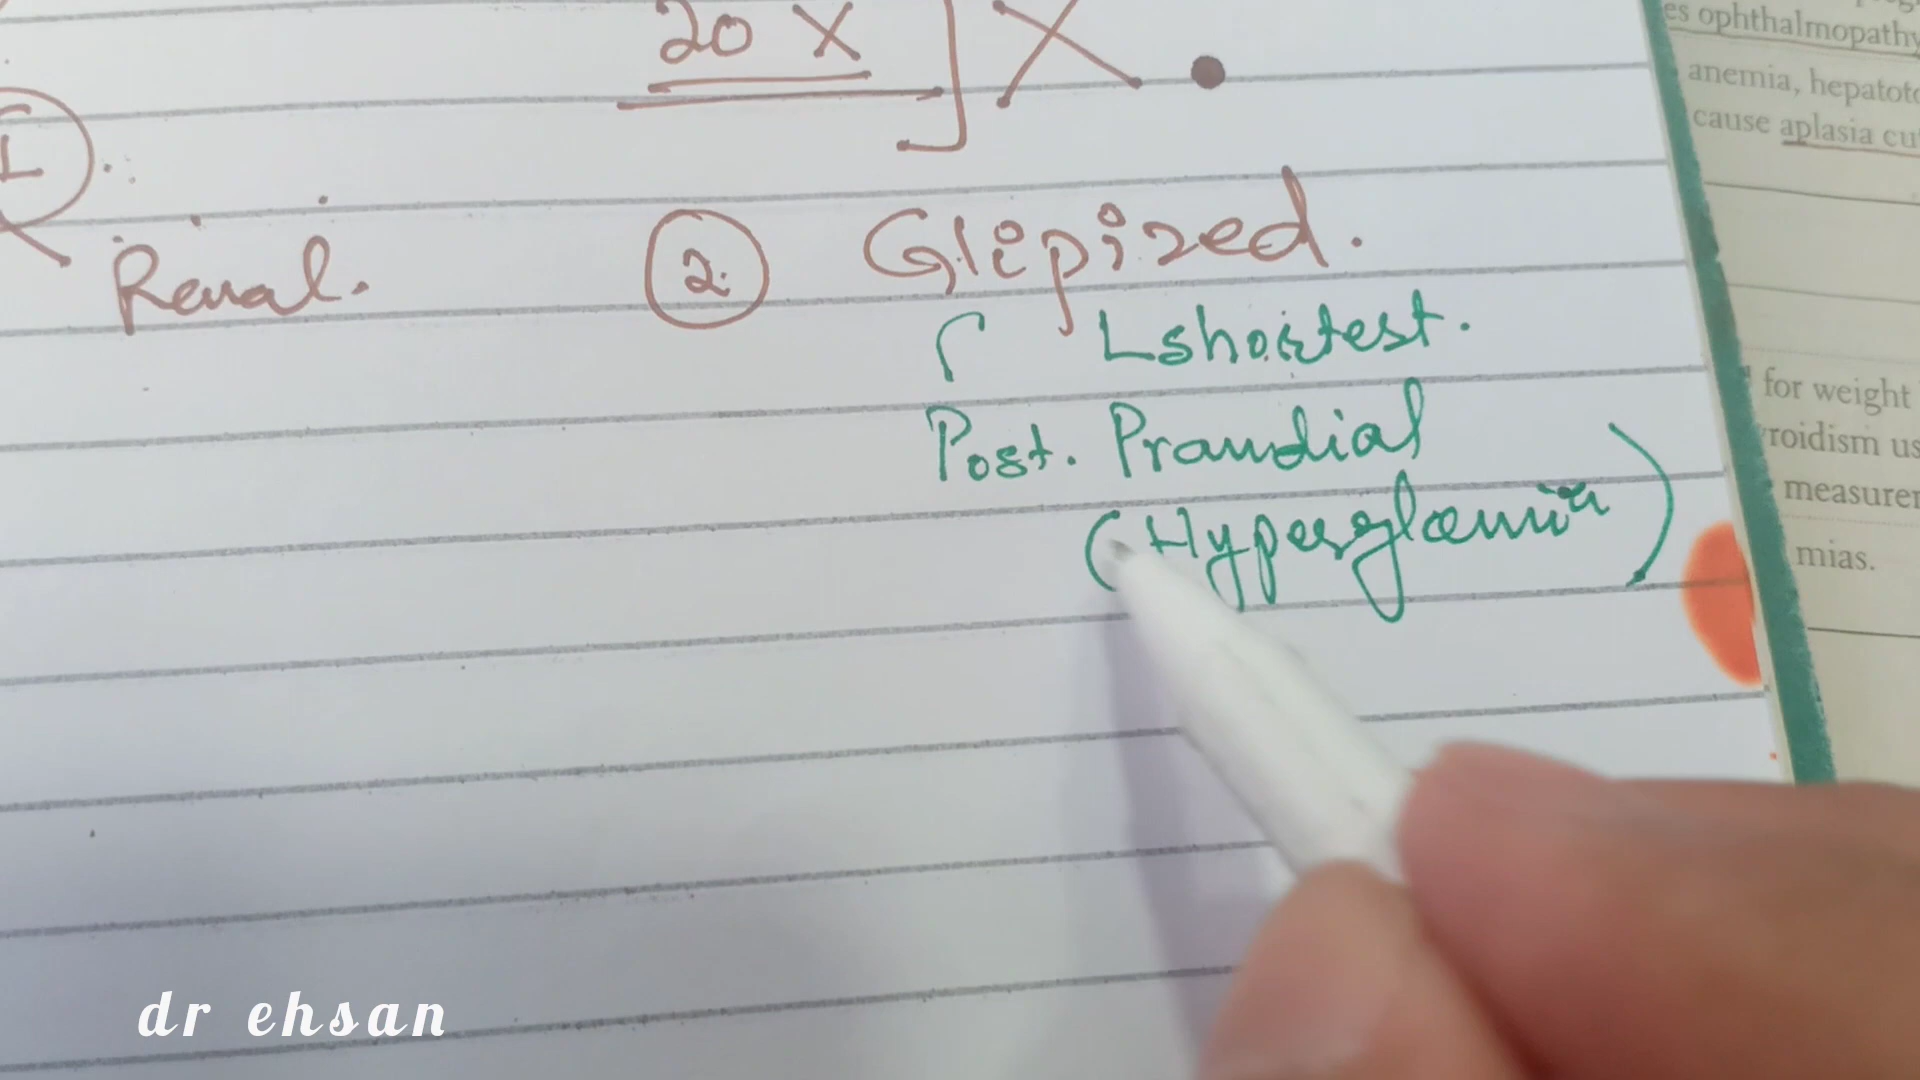 20 X ] X .
es ophthalmopathy
anemia, hepatoto
cause aplasia cu
1
Renal.
2. Glipized.
Lshortest.
Post. Prandial
(Hyperglaemia)
for weight
roidism us
measurem
mias.
dr ehsan